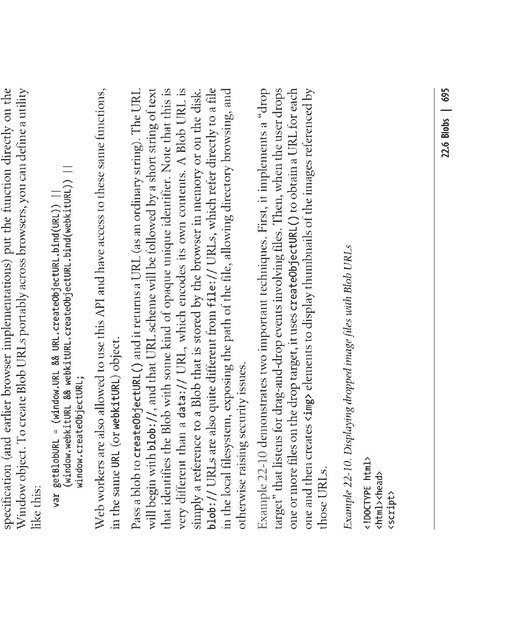 specification (and earlier browser implementations) put the function directly on the
Window object. To create Blob URLs portably across browsers, you can define a utility
like this:
var getBlobURL = (window.URL && URL.createObjectURL.bind(URL)) ||
(window.webkitURL && webkitURL.createObjectURL.bind(webkitURL)) ||
window.createObjectURL;
Web workers are also allowed to use this API and have access to these same functions,
in the same URL (or webkitURL) object.
Pass a blob to createObjectURL() and it returns a URL (as an ordinary string). The URL
will begin with blob://, and that URL scheme will be followed by a short string of text
that identifies the Blob with some kind of opaque unique identifier. Note that this is
very different than a data:// URL, which encodes its own contents. A Blob URL is
simply a reference to a Blob that is stored by the browser in memory or on the disk.
blob:// URLs are also quite different from file:// URLs, which refer directly to a file
in the local filesystem, exposing the path of the file, allowing directory browsing, and
otherwise raising security issues.
Example 22-10 demonstrates two important techniques. First, it implements a “drop
target” that listens for drag-and-drop events involving files. Then, when the user drops
one or more files on the drop target, it uses createObjectURL() to obtain a URL for each
one and then creates <img> elements to display thumbnails of the images referenced by
those URLs.
Example 22-10. Displaying dropped image files with Blob URLs
<!DOCTYPE html>
<html><head>
<script>
22.6 Blobs | 695